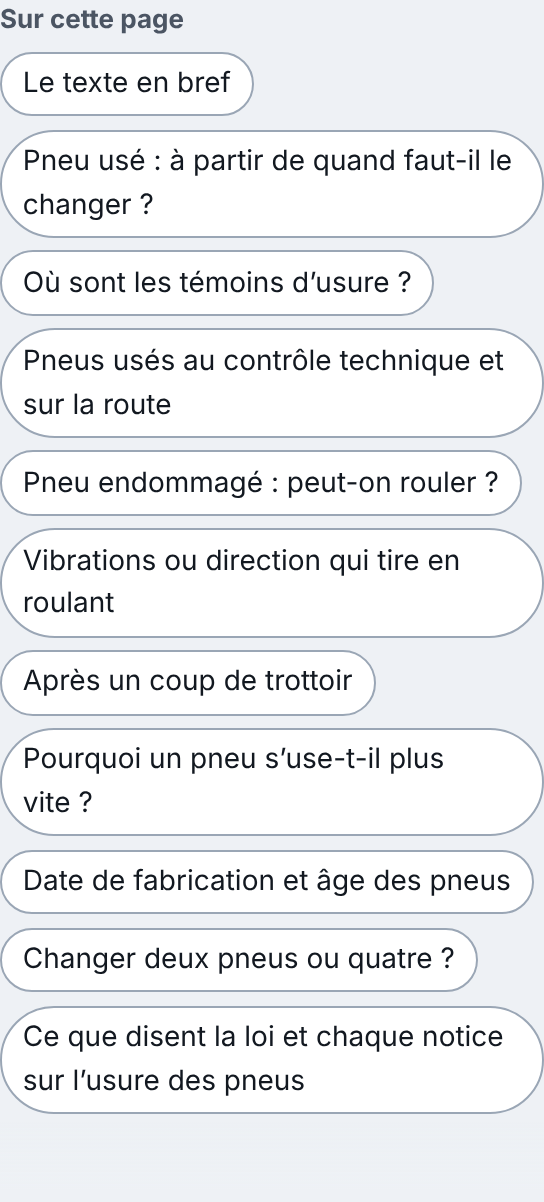 Sur cette page
Le texte en bref
Pneu usé : à partir de quand faut-il le
changer ?
Où sont les témoins d’usure ?
Pneus usés au contrôle technique et
sur la route
Pneu endommagé : peut-on rouler ?
Vibrations ou direction qui tire en
roulant
Après un coup de trottoir
Pourquoi un pneu s’use-t-il plus
vite ?
Date de fabrication et âge des pneus
Changer deux pneus ou quatre ?
Ce que disent la loi et chaque notice
sur l’usure des pneus